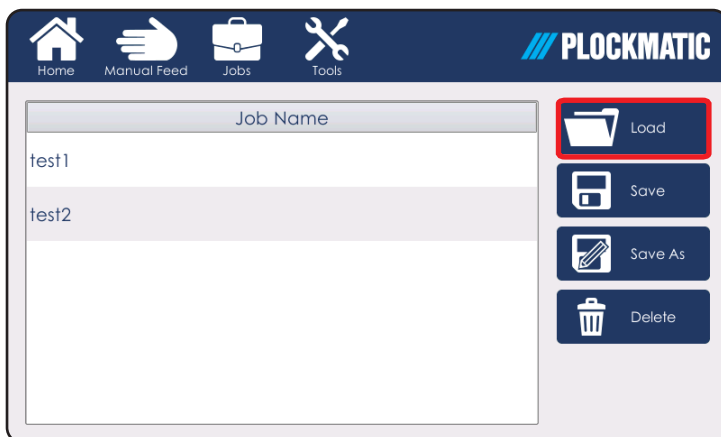 Home Manual Feed Jobs Tools
PLOCKMATIC
Job Name
test1
test2
Load
Save
Save As
Delete